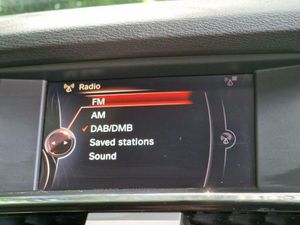 Radio
FM
AM
DAB/DMB
Saved stations
Sound